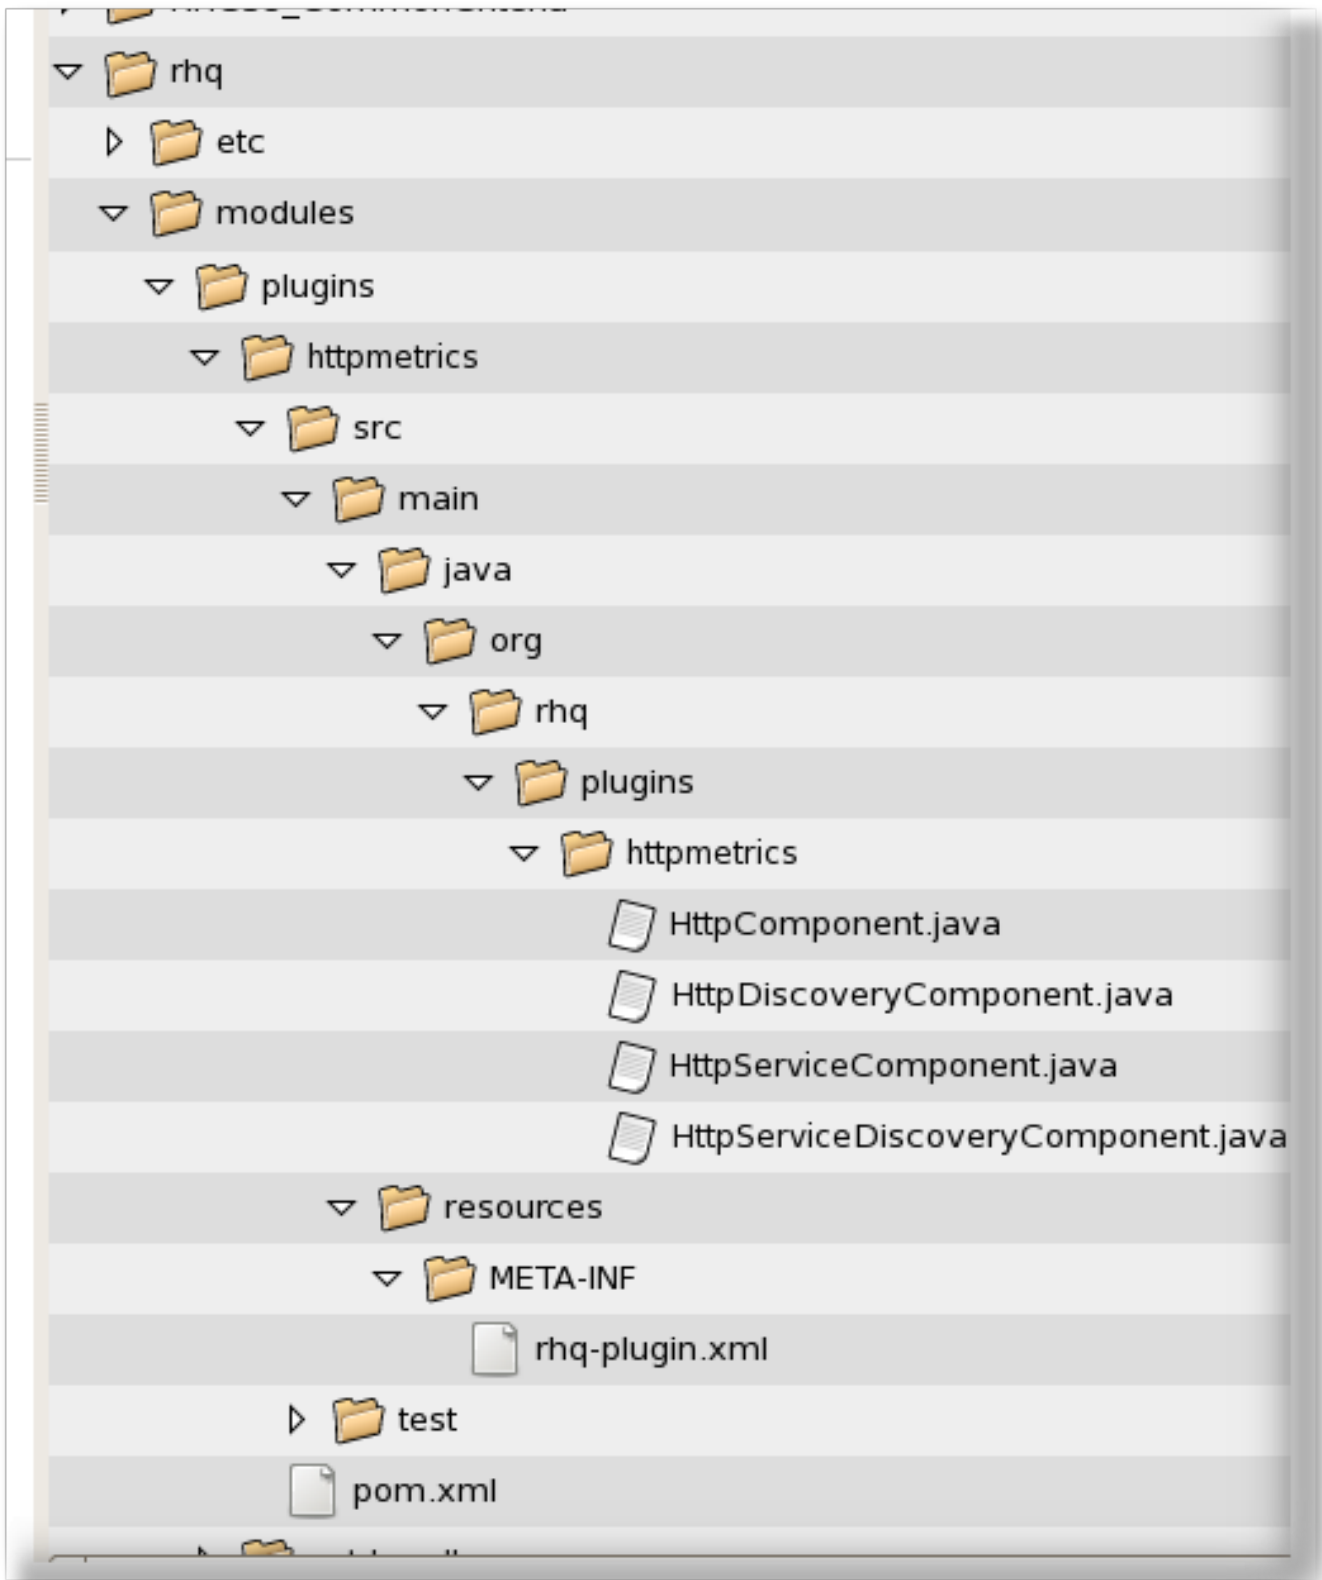 rhq
etc
modules
plugins
httpmetrics
src
main
java
org
rhq
plugins
httpmetrics
HttpComponent.java
HttpDiscoveryComponent.java
HttpServiceComponent.java
HttpServiceDiscoveryComponent.java
resources
META-INF
rhq-plugin.xml
test
pom.xml